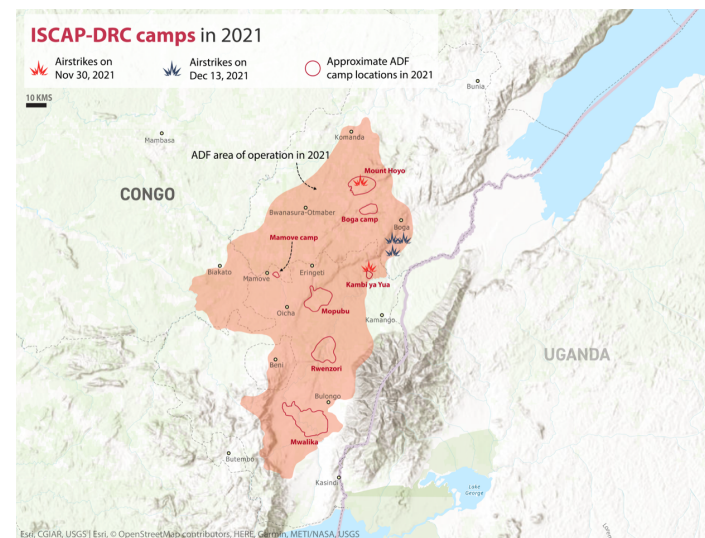 ISCAP-DRC camps in 2021
Airstrikes on
Nov 30, 2021
Airstrikes on
Dec 13, 2021
Approximate ADF
camp locations in 2021
10 KMS
Bunia
Mambasa
Komanda
ADF area of operation in 2021
Mount Hoyo
CONGO
Bwanasura-Otmaber
Boga camp
Boga
Mamove camp
Biakato
Mamove
Eringeti
Kambi ya Yua
Oicha
Mopubu
Kamango
UGANDA
Beni
Rwenzori
Bulongo
Mwalika
Butembo
Kasindi
Lake
George
Esri, CGIAR, USGS | Esri, © OpenStreetMap contributors, HERE, Garmin, METI/NASA, USGS